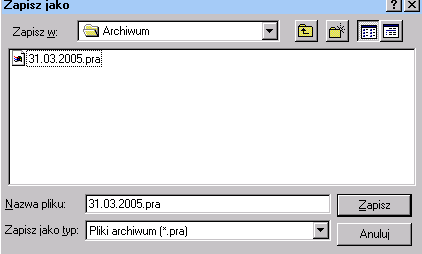 Zapisz jako
Zapisz w: Archiwum
31.03.2005.pra
Nazwa pliku: 31.03.2005.pra Zapisz
Zapisz jako typ: Pliki archiwum (*.pra) Anuluj